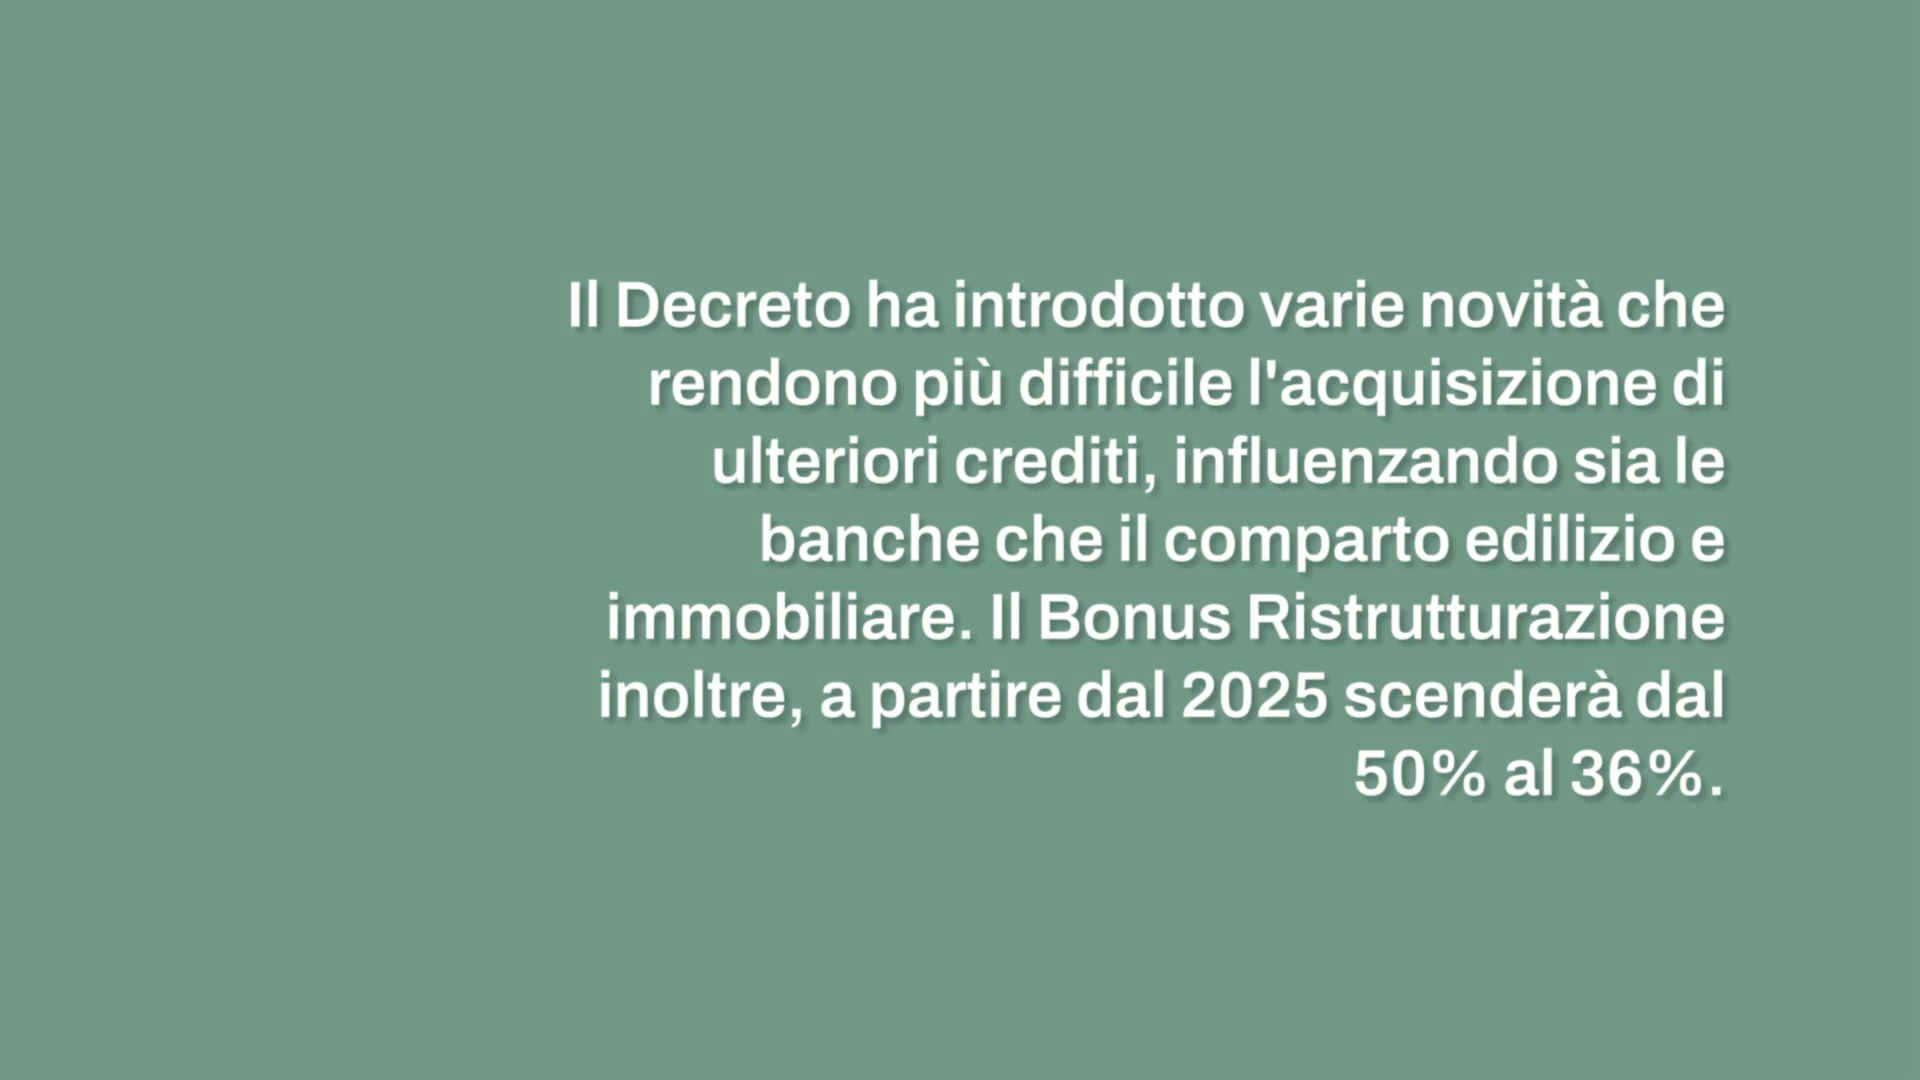 Il Decreto ha introdotto varie novità che
rendono più difficile l'acquisizione di
ulteriori crediti, influenzando sia le
banche che il comparto edilizio e
immobiliare. Il Bonus Ristrutturazione
inoltre, a partire dal 2025 scenderà dal
50% al 36%.